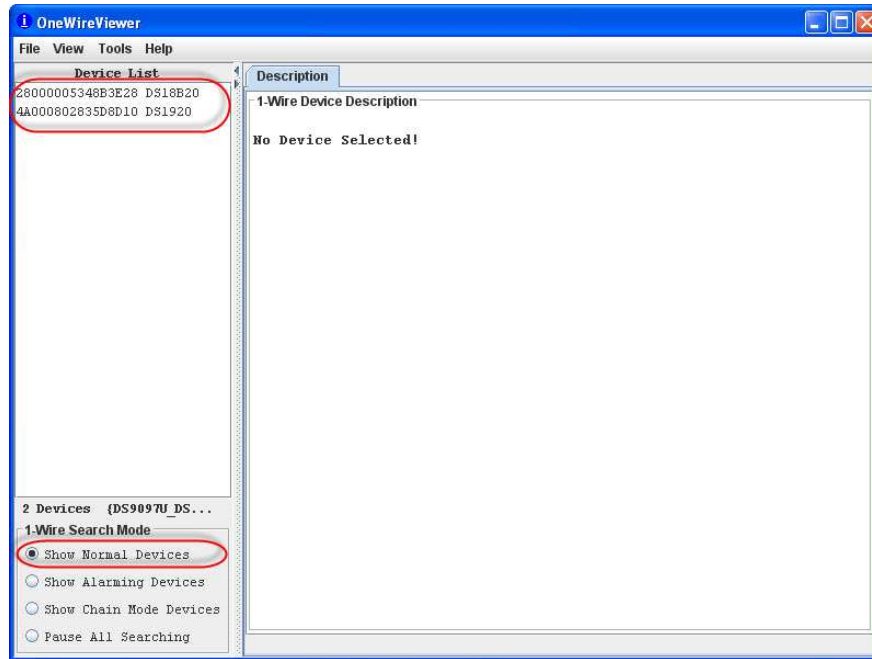 OneWireViewer
File View Tools Help
Device List
28000005348B3E28 DS18B20
4A000802835D8D10 DS1920
2 Devices {DS9097U_DS...
1-Wire Search Mode
Show Normal Devices
Show Alarming Devices
Show Chain Mode Devices
Pause All Searching
Description
1-Wire Device Description
No Device Selected!